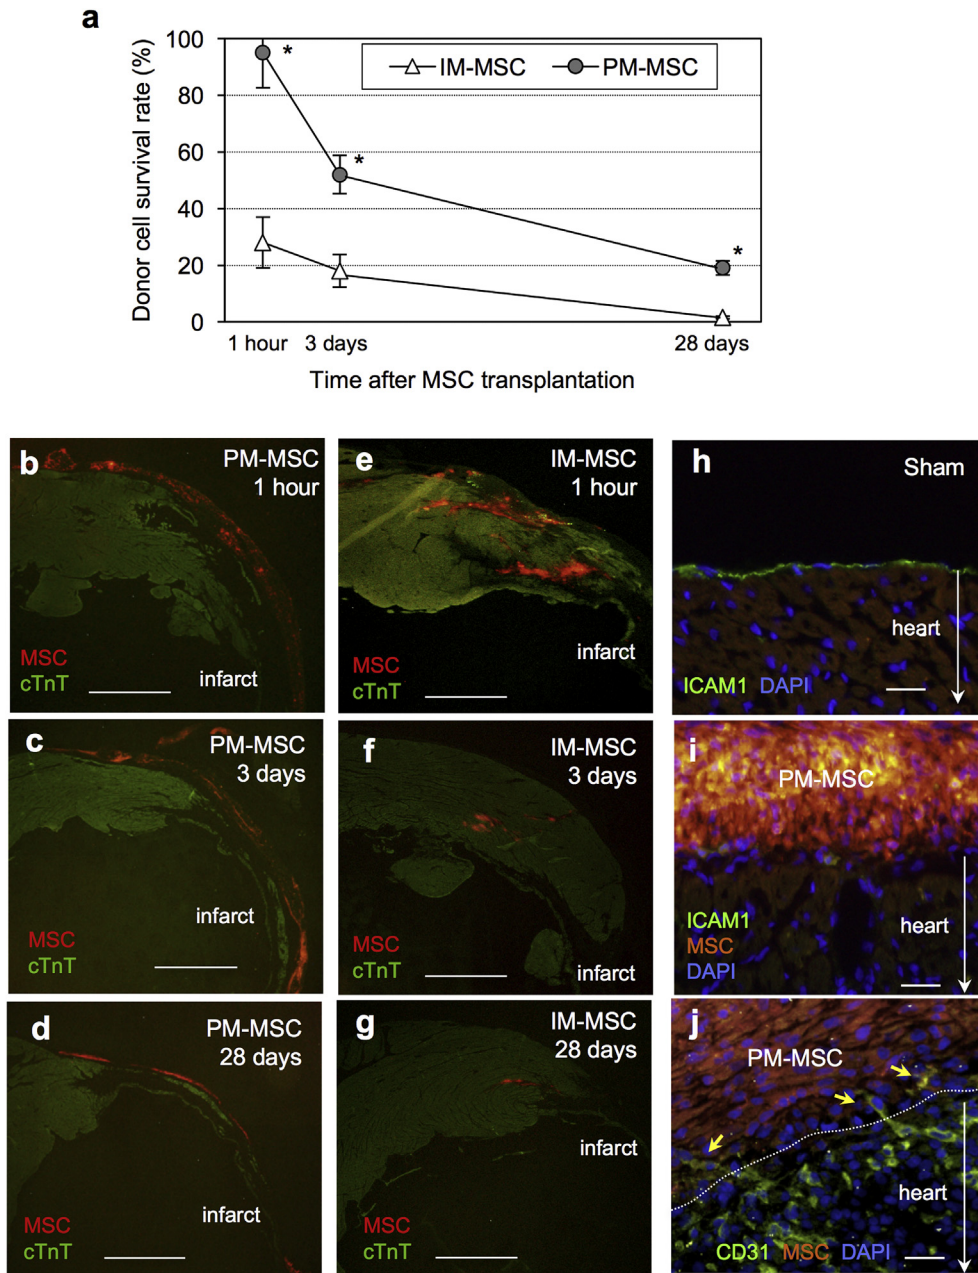 a
100
80
60
40
20
0
Donor cell survival rate (%)
IM-MSC
PM-MSC
*
*
*
1 hour
3 days
28 days
Time after MSC transplantation
b
PM-MSC
1 hour
infarct
MSC
cTnT
e
IM-MSC
1 hour
infarct
MSC
cTnT
h
Sham
heart
ICAM1 DAPI
c
PM-MSC
3 days
infarct
MSC
cTnT
f
IM-MSC
3 days
infarct
MSC
cTnT
i
PM-MSC
heart
ICAM1
MSC
DAPI
d
PM-MSC
28 days
infarct
MSC
cTnT
g
IM-MSC
28 days
infarct
MSC
cTnT
j
PM-MSC
heart
CD31 MSC DAPI